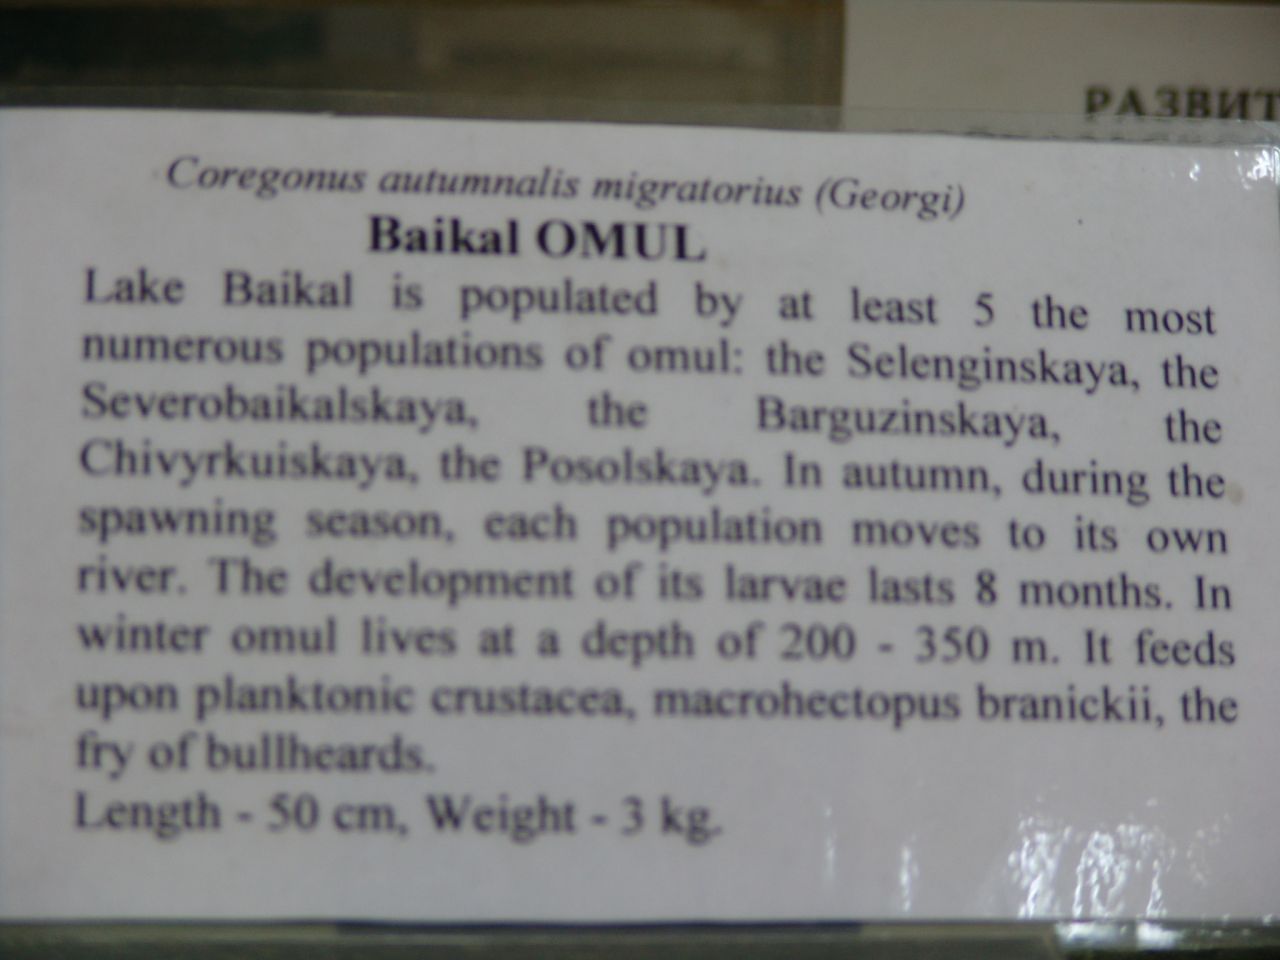 РАЗВИТ
Coregonus autumnalis migratorius (Georgi)
Baikal OMUL
Lake Baikal is populated by at least 5 the most
numerous populations of omul: the Selenginskaya, the
Severobaikalskaya, the Barguzinskaya, the
Chivyrkuiskaya, the Posolskaya. In autumn, during the
spawning season, each population moves to its own
river. The development of its larvae lasts 8 months. In
winter omul lives at a depth of 200 - 350 m. It feeds
upon planktonic crustacea, macrohectopus branickii, the
fry of bullheards.
Length - 50 cm, Weight - 3 kg.